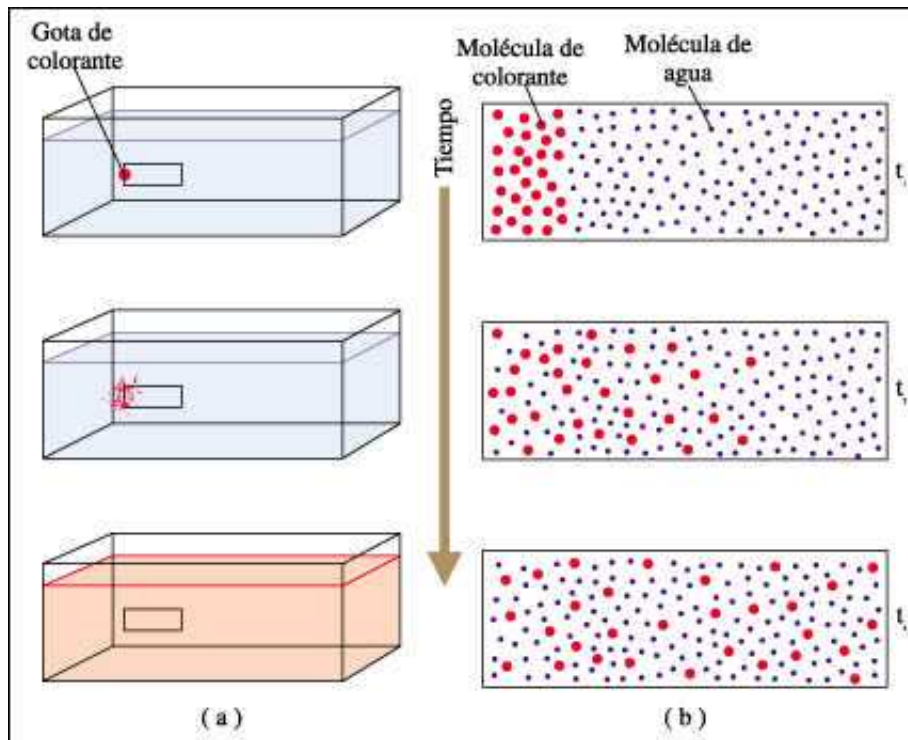 Gota de
colorante
Tiempo
Molécula de
colorante
Molécula de
agua
t
t
t
( a )
( b )